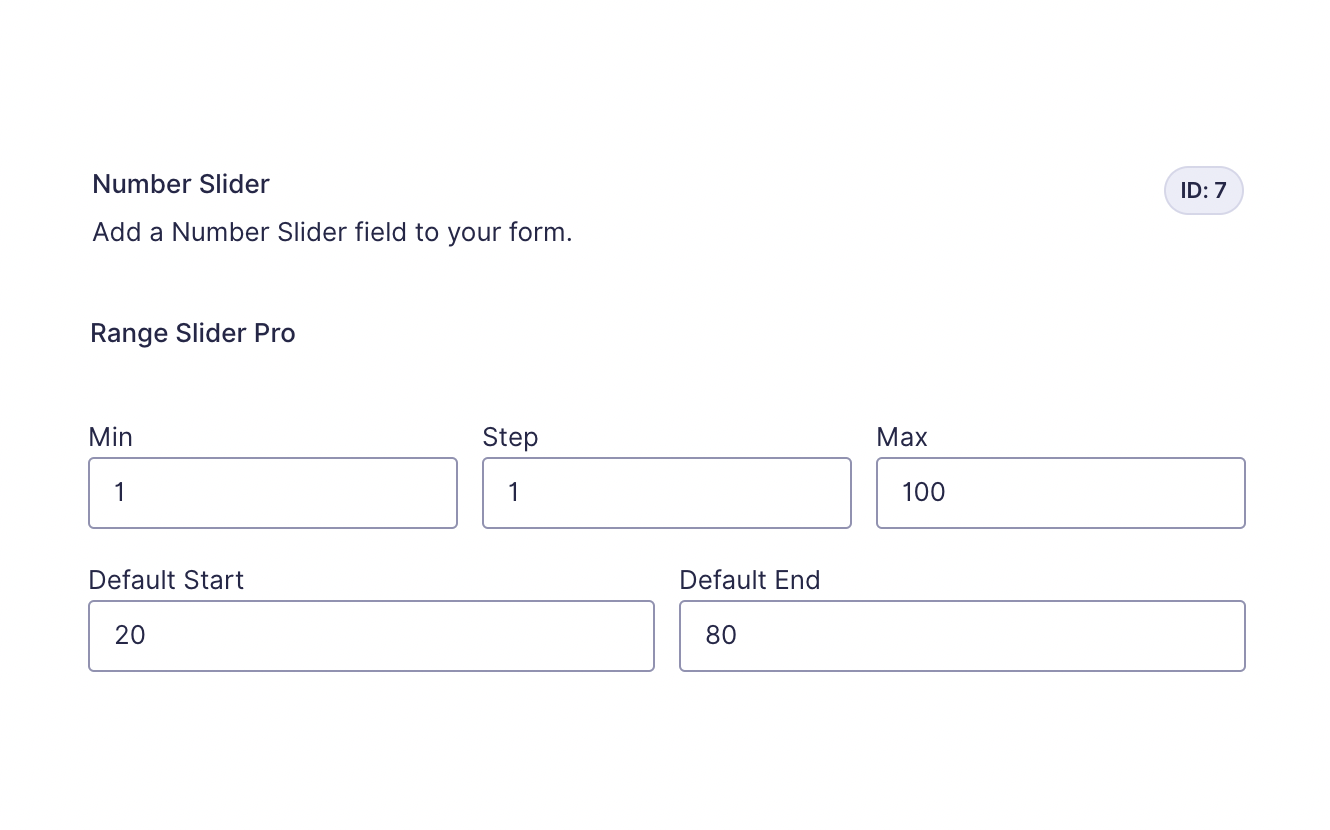 Number Slider
ID: 7
Add a Number Slider field to your form.
Range Slider Pro
Min
Step
Max
1
1
100
Default Start
Default End
20
80